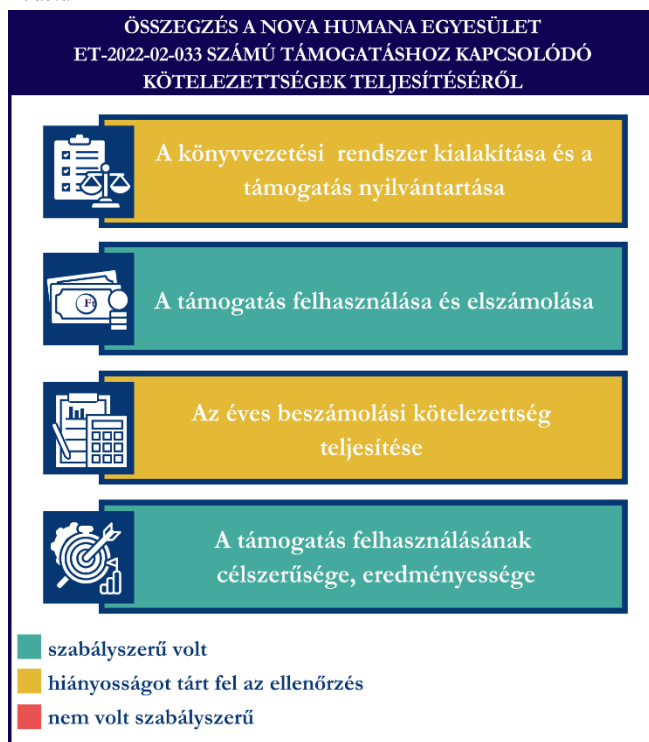 ÖSSZEGZÉS A NOVA HUMANA EGYESÜLET
ET-2022-02-033 SZÁMÚ TÁMOGATÁSHOZ KAPCSOLÓDÓ
KÖTELEZETTSÉGEK TELJESÍTÉSÉRŐL
A könyvvezetési rendszer kialakítása és a
támogatás nyilvántartása
Ft
A támogatás felhasználása és elszámolása
Az éves beszámolási kötelezettség
teljesítése
A támogatás felhasználásának
célszerűsége, eredményessége
szabályszerű volt
hiányosságot tárt fel az ellenőrzés
nem volt szabályszerű